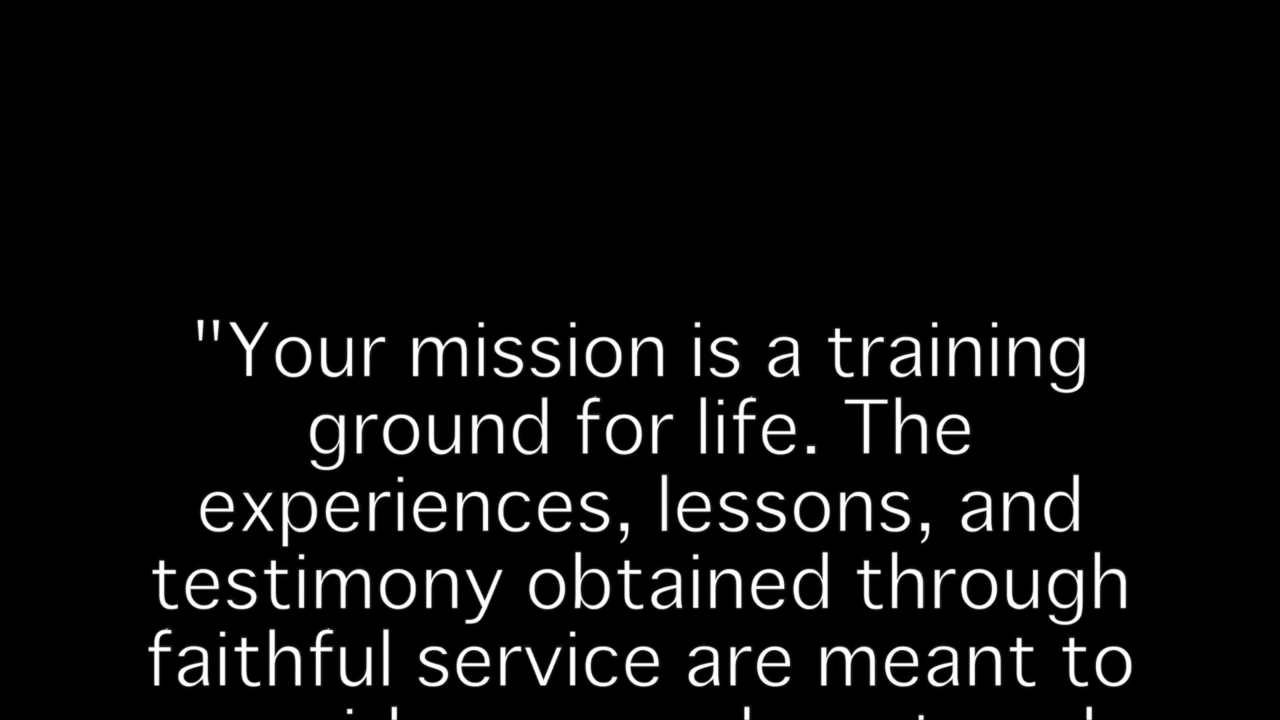 "Your mission is a training
ground for life. The
experiences, lessons, and
testimony obtained through
faithful service are meant to